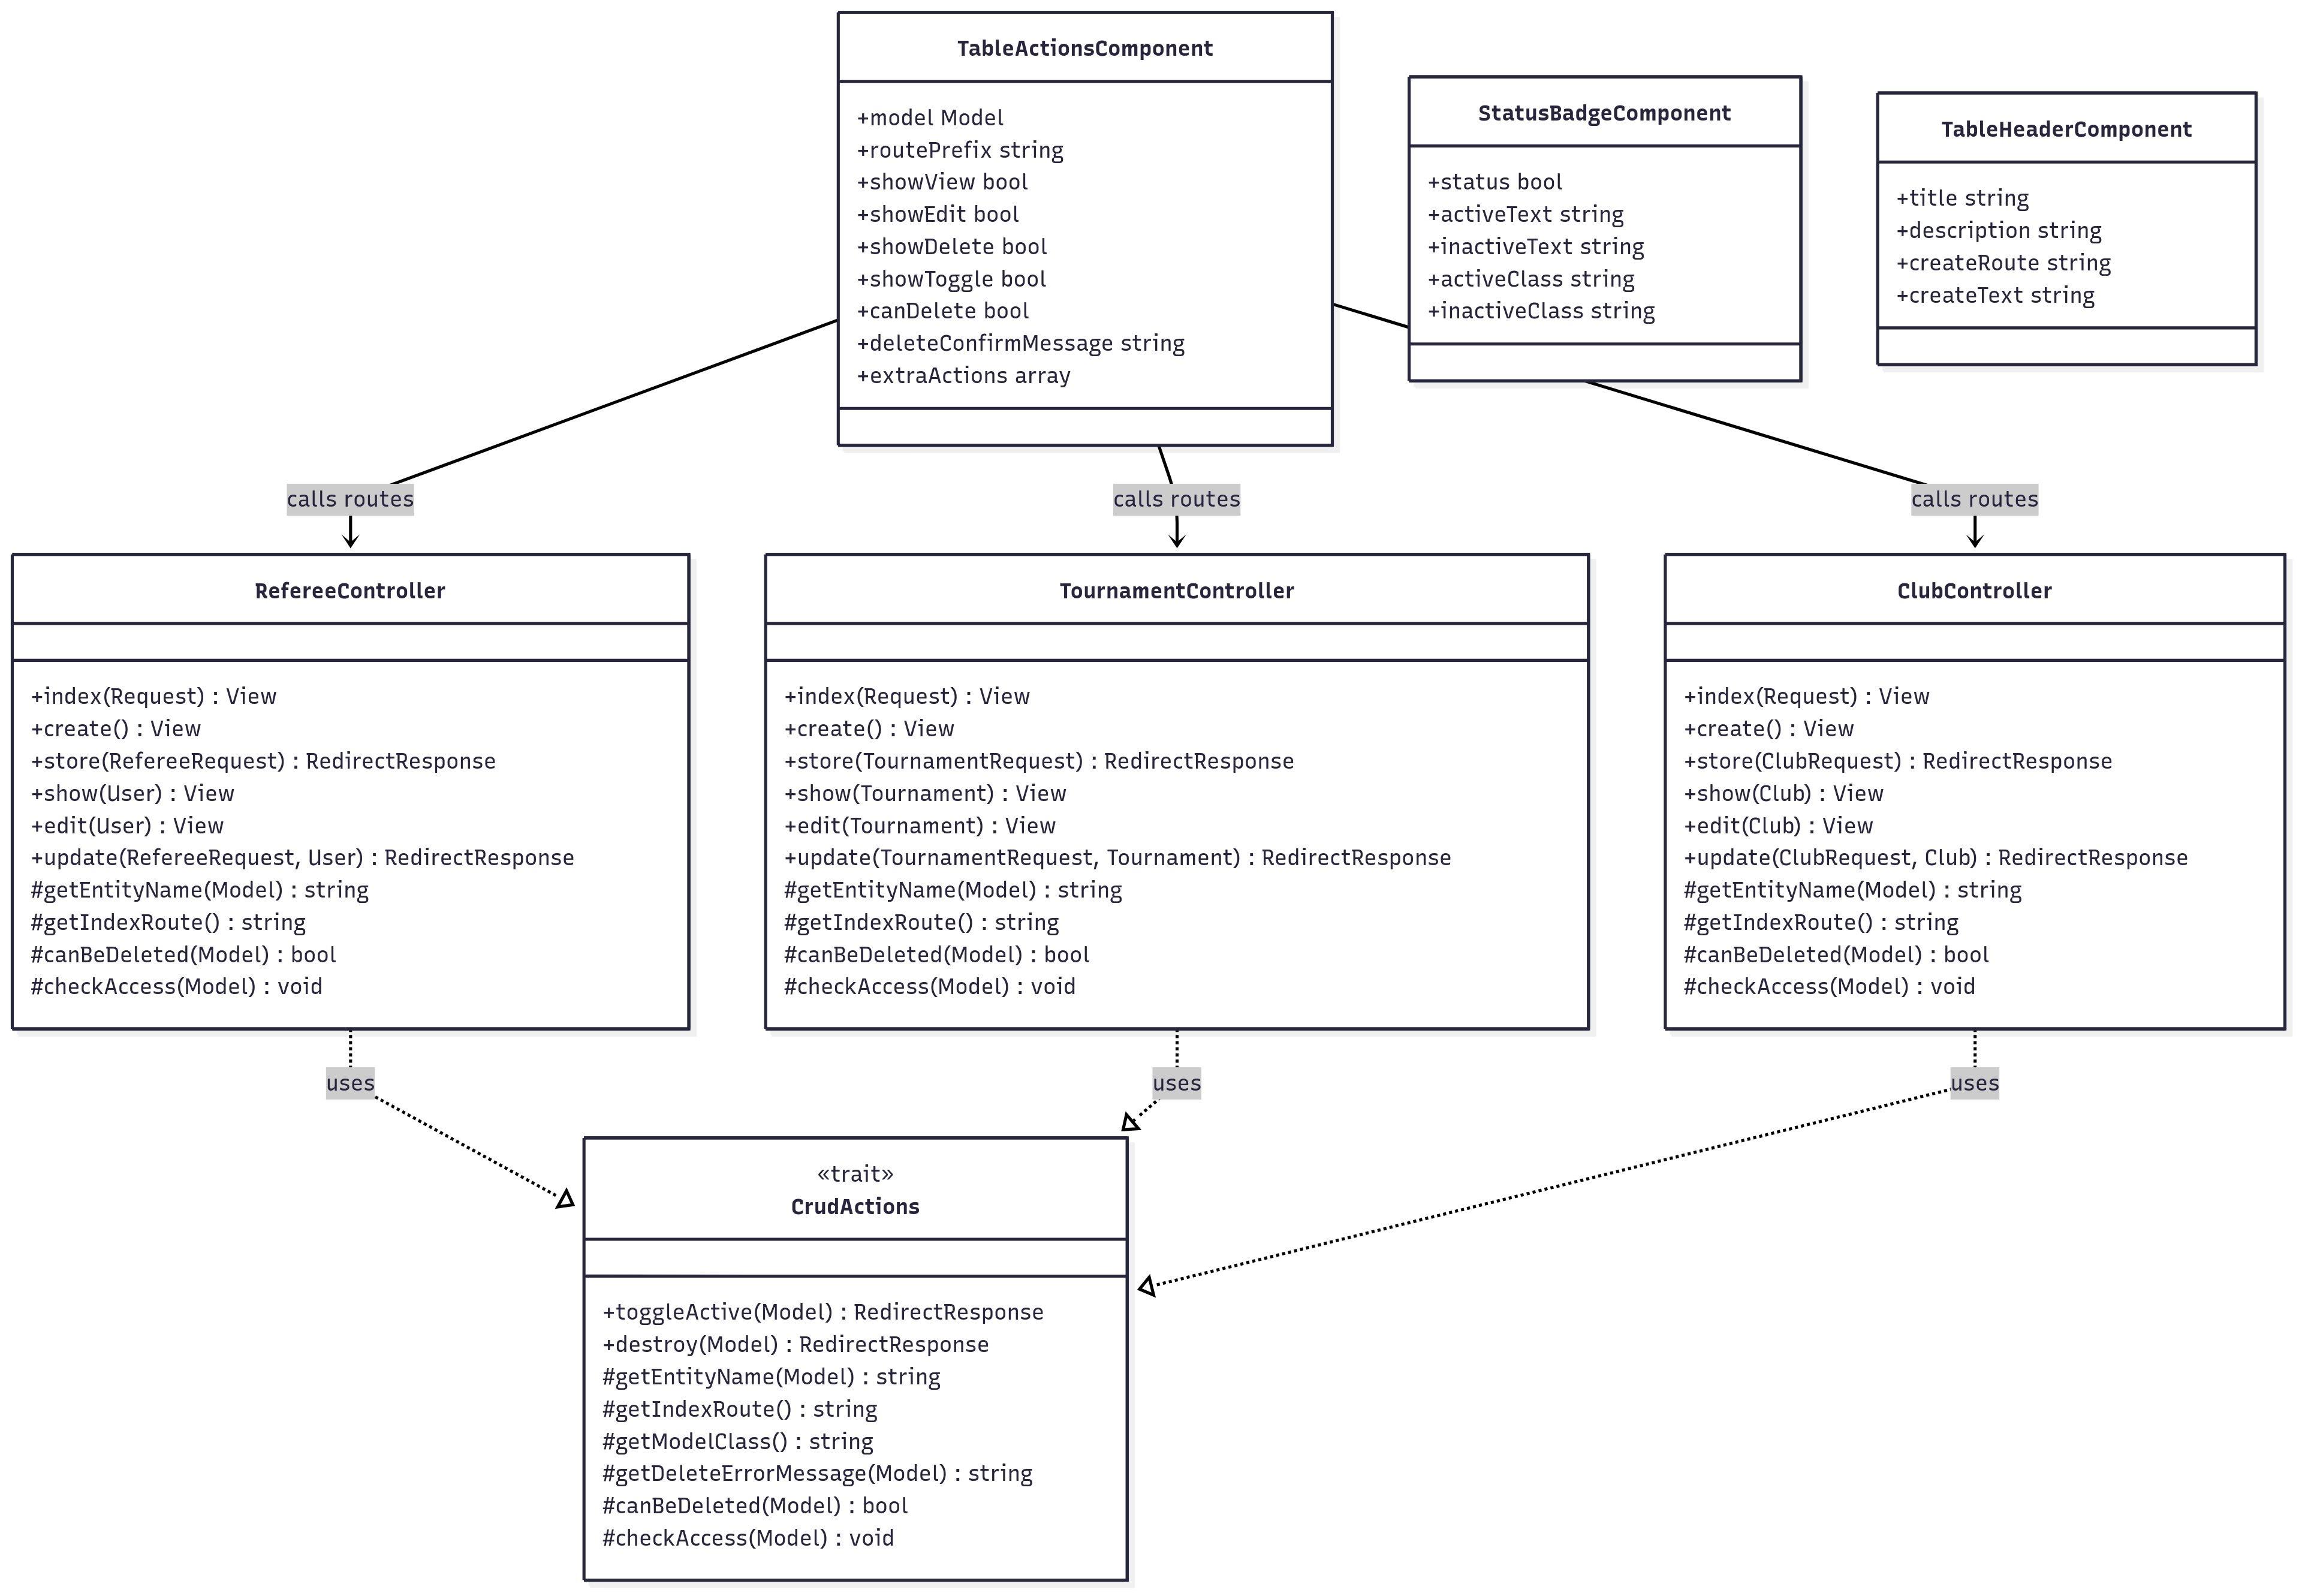 TableActionsComponent
+model Model
+routePrefix string
+showView bool
+showEdit bool
+showDelete bool
+showToggle bool
+canDelete bool
+deleteConfirmMessage string
+extraActions array
StatusBadgeComponent
+status bool
+activeText string
+inactiveText string
+activeClass string
+inactiveClass string
TableHeaderComponent
+title string
+description string
+createRoute string
+createText string
calls routes
calls routes
calls routes
RefereeController
+index(Request) : View
+create() : View
+store(RefereeRequest) : RedirectResponse
+show(User) : View
+edit(User) : View
+update(RefereeRequest, User) : RedirectResponse
#getEntityName(Model) : string
#getIndexRoute() : string
#canBeDeleted(Model) : bool
#checkAccess(Model) : void
TournamentController
+index(Request) : View
+create() : View
+store(TournamentRequest) : RedirectResponse
+show(Tournament) : View
+edit(Tournament) : View
+update(TournamentRequest, Tournament) : RedirectResponse
#getEntityName(Model) : string
#getIndexRoute() : string
#canBeDeleted(Model) : bool
#checkAccess(Model) : void
ClubController
+index(Request) : View
+create() : View
+store(ClubRequest) : RedirectResponse
+show(Club) : View
+edit(Club) : View
+update(ClubRequest, Club) : RedirectResponse
#getEntityName(Model) : string
#getIndexRoute() : string
#canBeDeleted(Model) : bool
#checkAccess(Model) : void
uses
uses
uses
«trait»
CrudActions
+toggleActive(Model) : RedirectResponse
+destroy(Model) : RedirectResponse
#getEntityName(Model) : string
#getIndexRoute() : string
#getModelClass() : string
#getDeleteErrorMessage(Model) : string
#canBeDeleted(Model) : bool
#checkAccess(Model) : void